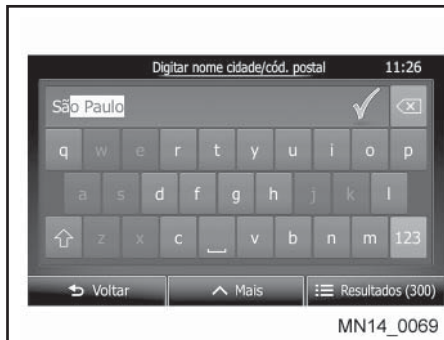 Digitar nome cidade/cód. postal 11:26
São Paulo
q w e r t y u i o p
a s d f g h j k l
z x c v b n m 123
Voltar Mais Resultados (300)
MN14_0069